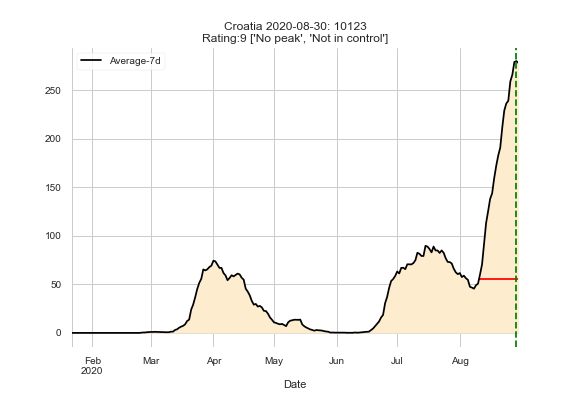 Croatia 2020-08-30: 10123
Rating:9 ['No peak', 'Not in control']
Average-7d
250
200
150
100
50
0
Feb
2020
Mar
Apr
May
Jun
Jul
Aug
Date